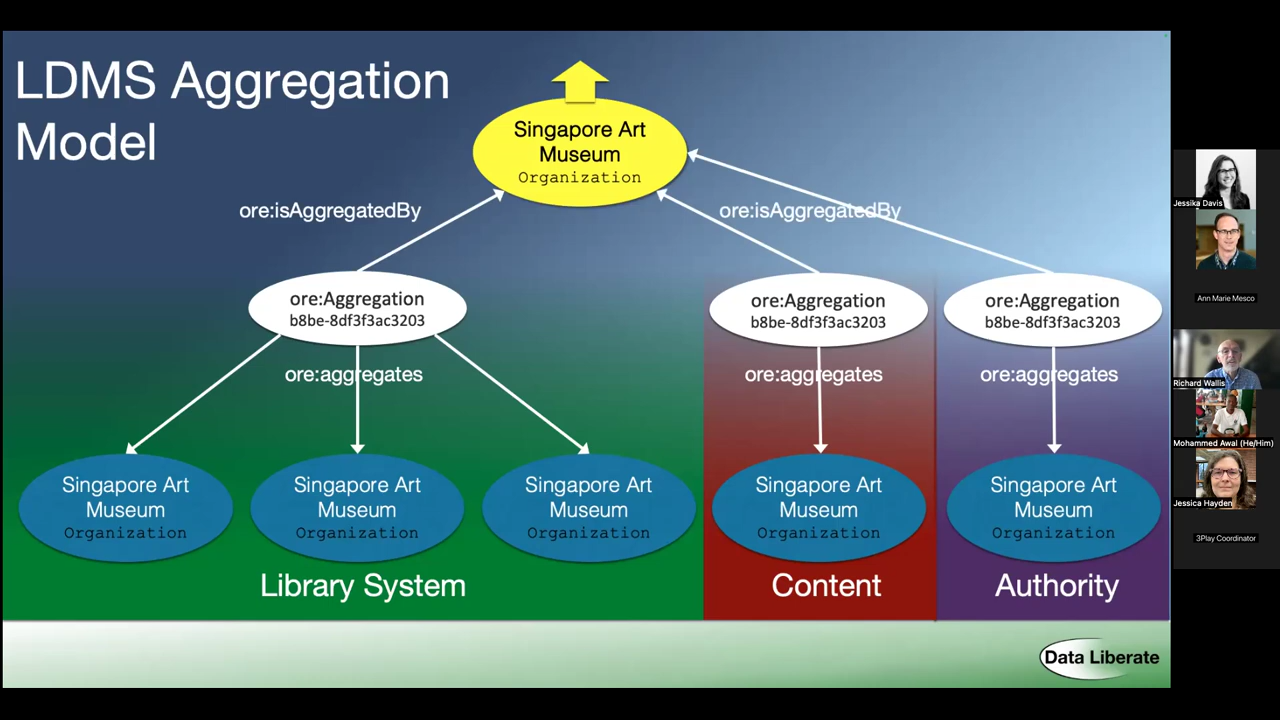 LDMS Aggregation
Model
Singapore Art
Museum
Organization
ore:isAggregatedBy
ore:isAggregatedBy
ore:Aggregation
b8be-8df3f3ac3203
ore:Aggregation
b8be-8df3f3ac3203
ore:Aggregation
b8be-8df3f3ac3203
ore:aggregates
ore:aggregates
ore:aggregates
Singapore Art
Museum
Organization
Singapore Art
Museum
Organization
Singapore Art
Museum
Organization
Singapore Art
Museum
Organization
Singapore Art
Museum
Organization
Library System
Content
Authority
Data Liberate
Jessika Davis
Ann Marie Mesco
Richard Wallis
Mohammed Awal (He/Him)
Jessica Hayden
3Play Coordinator